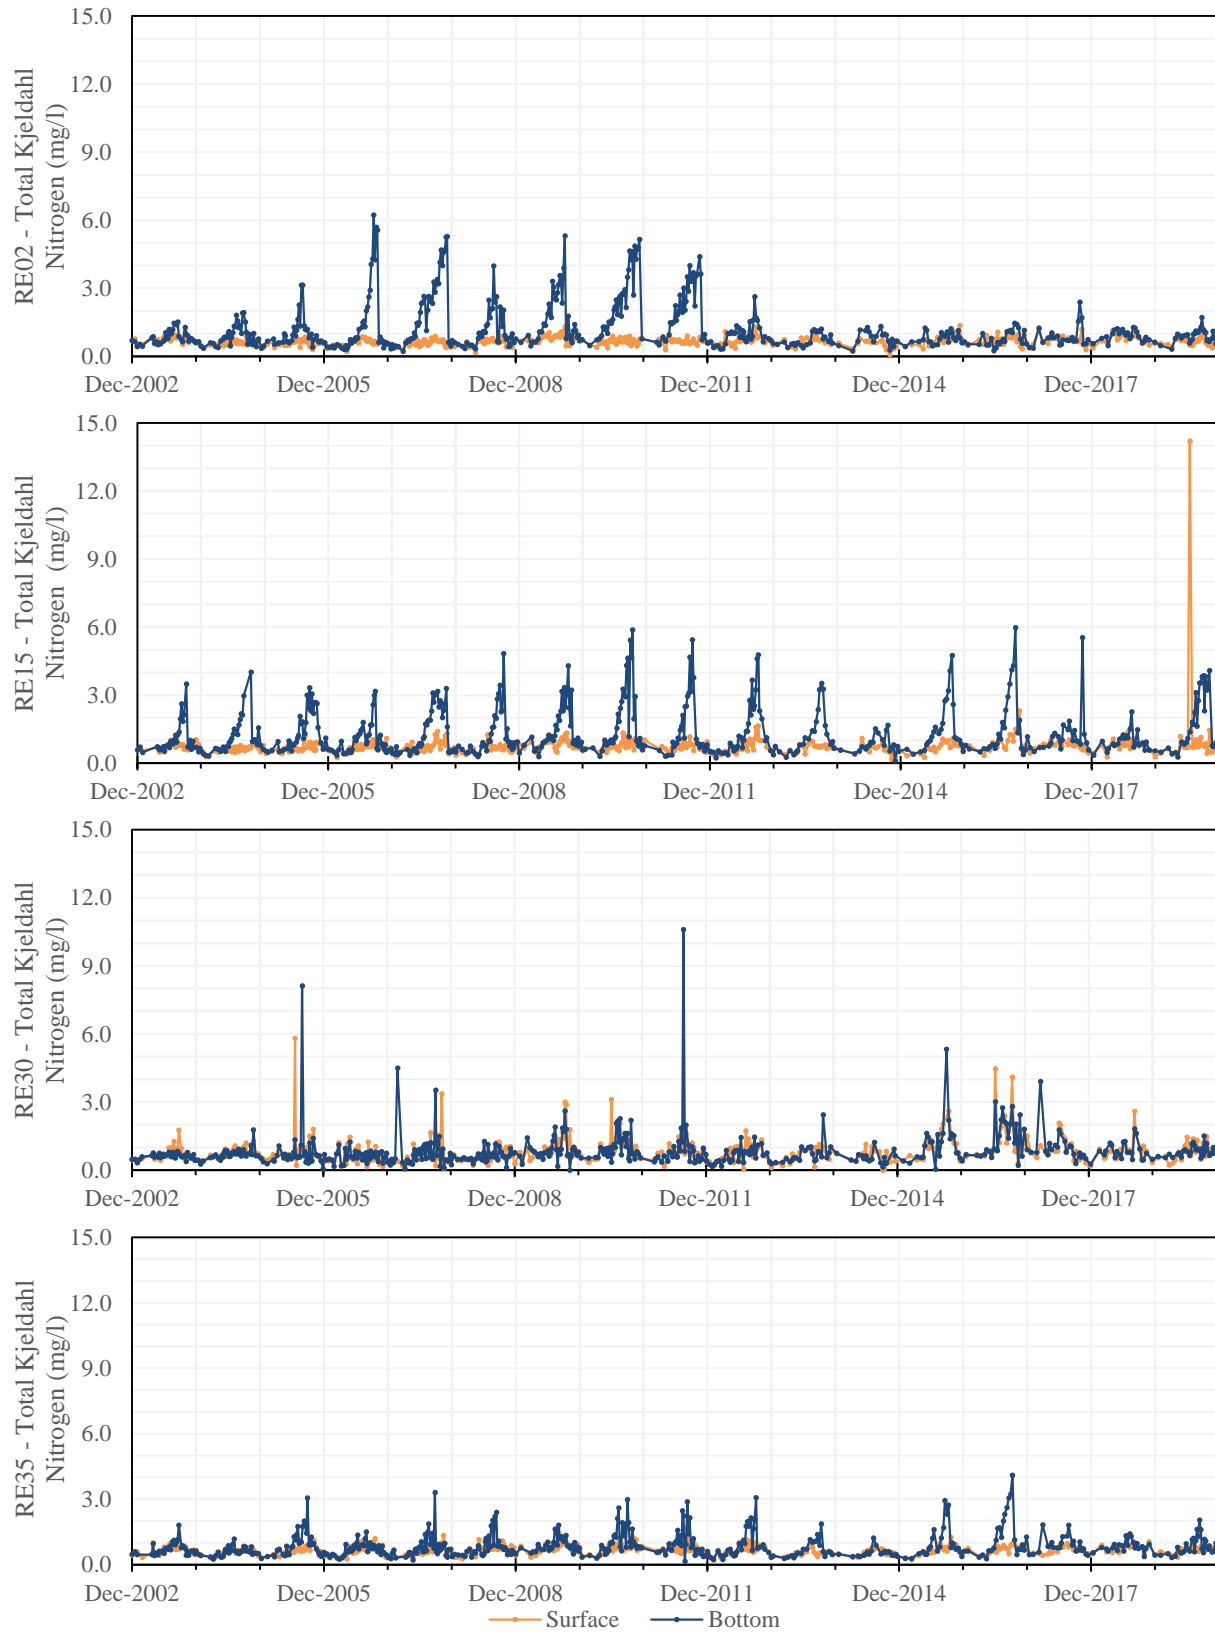 RE02 - Total Kjeldahl
Nitrogen (mg/l)
15.0
12.0
9.0
6.0
3.0
0.0
Dec-2002 Dec-2005 Dec-2008 Dec-2011 Dec-2014 Dec-2017
RE15 - Total Kjeldahl
Nitrogen (mg/l)
15.0
12.0
9.0
6.0
3.0
0.0
Dec-2002 Dec-2005 Dec-2008 Dec-2011 Dec-2014 Dec-2017
RE30 - Total Kjeldahl
Nitrogen (mg/l)
15.0
12.0
9.0
6.0
3.0
0.0
Dec-2002 Dec-2005 Dec-2008 Dec-2011 Dec-2014 Dec-2017
RE35 - Total Kjeldahl
Nitrogen (mg/l)
15.0
12.0
9.0
6.0
3.0
0.0
Dec-2002 Dec-2005 Dec-2008 Dec-2011 Dec-2014 Dec-2017
Surface Bottom